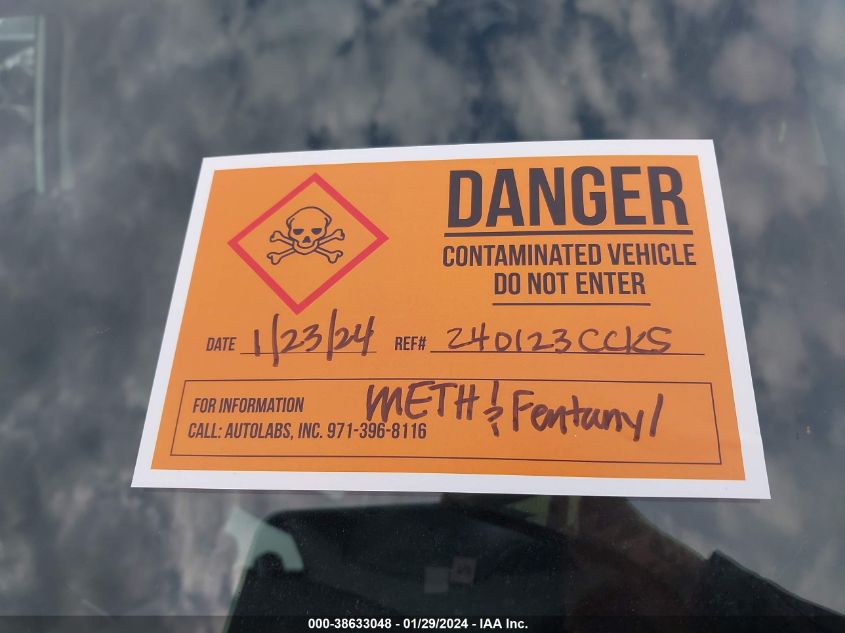 DANGER
CONTAMINATED VEHICLE
DO NOT ENTER
DATE 1/23/24 REF# 240123CCKS
FOR INFORMATION METH & Fentanyl
CALL: AUTOLABS, INC. 971-396-8116
000-38633048 - 01/29/2024 - IAA Inc.